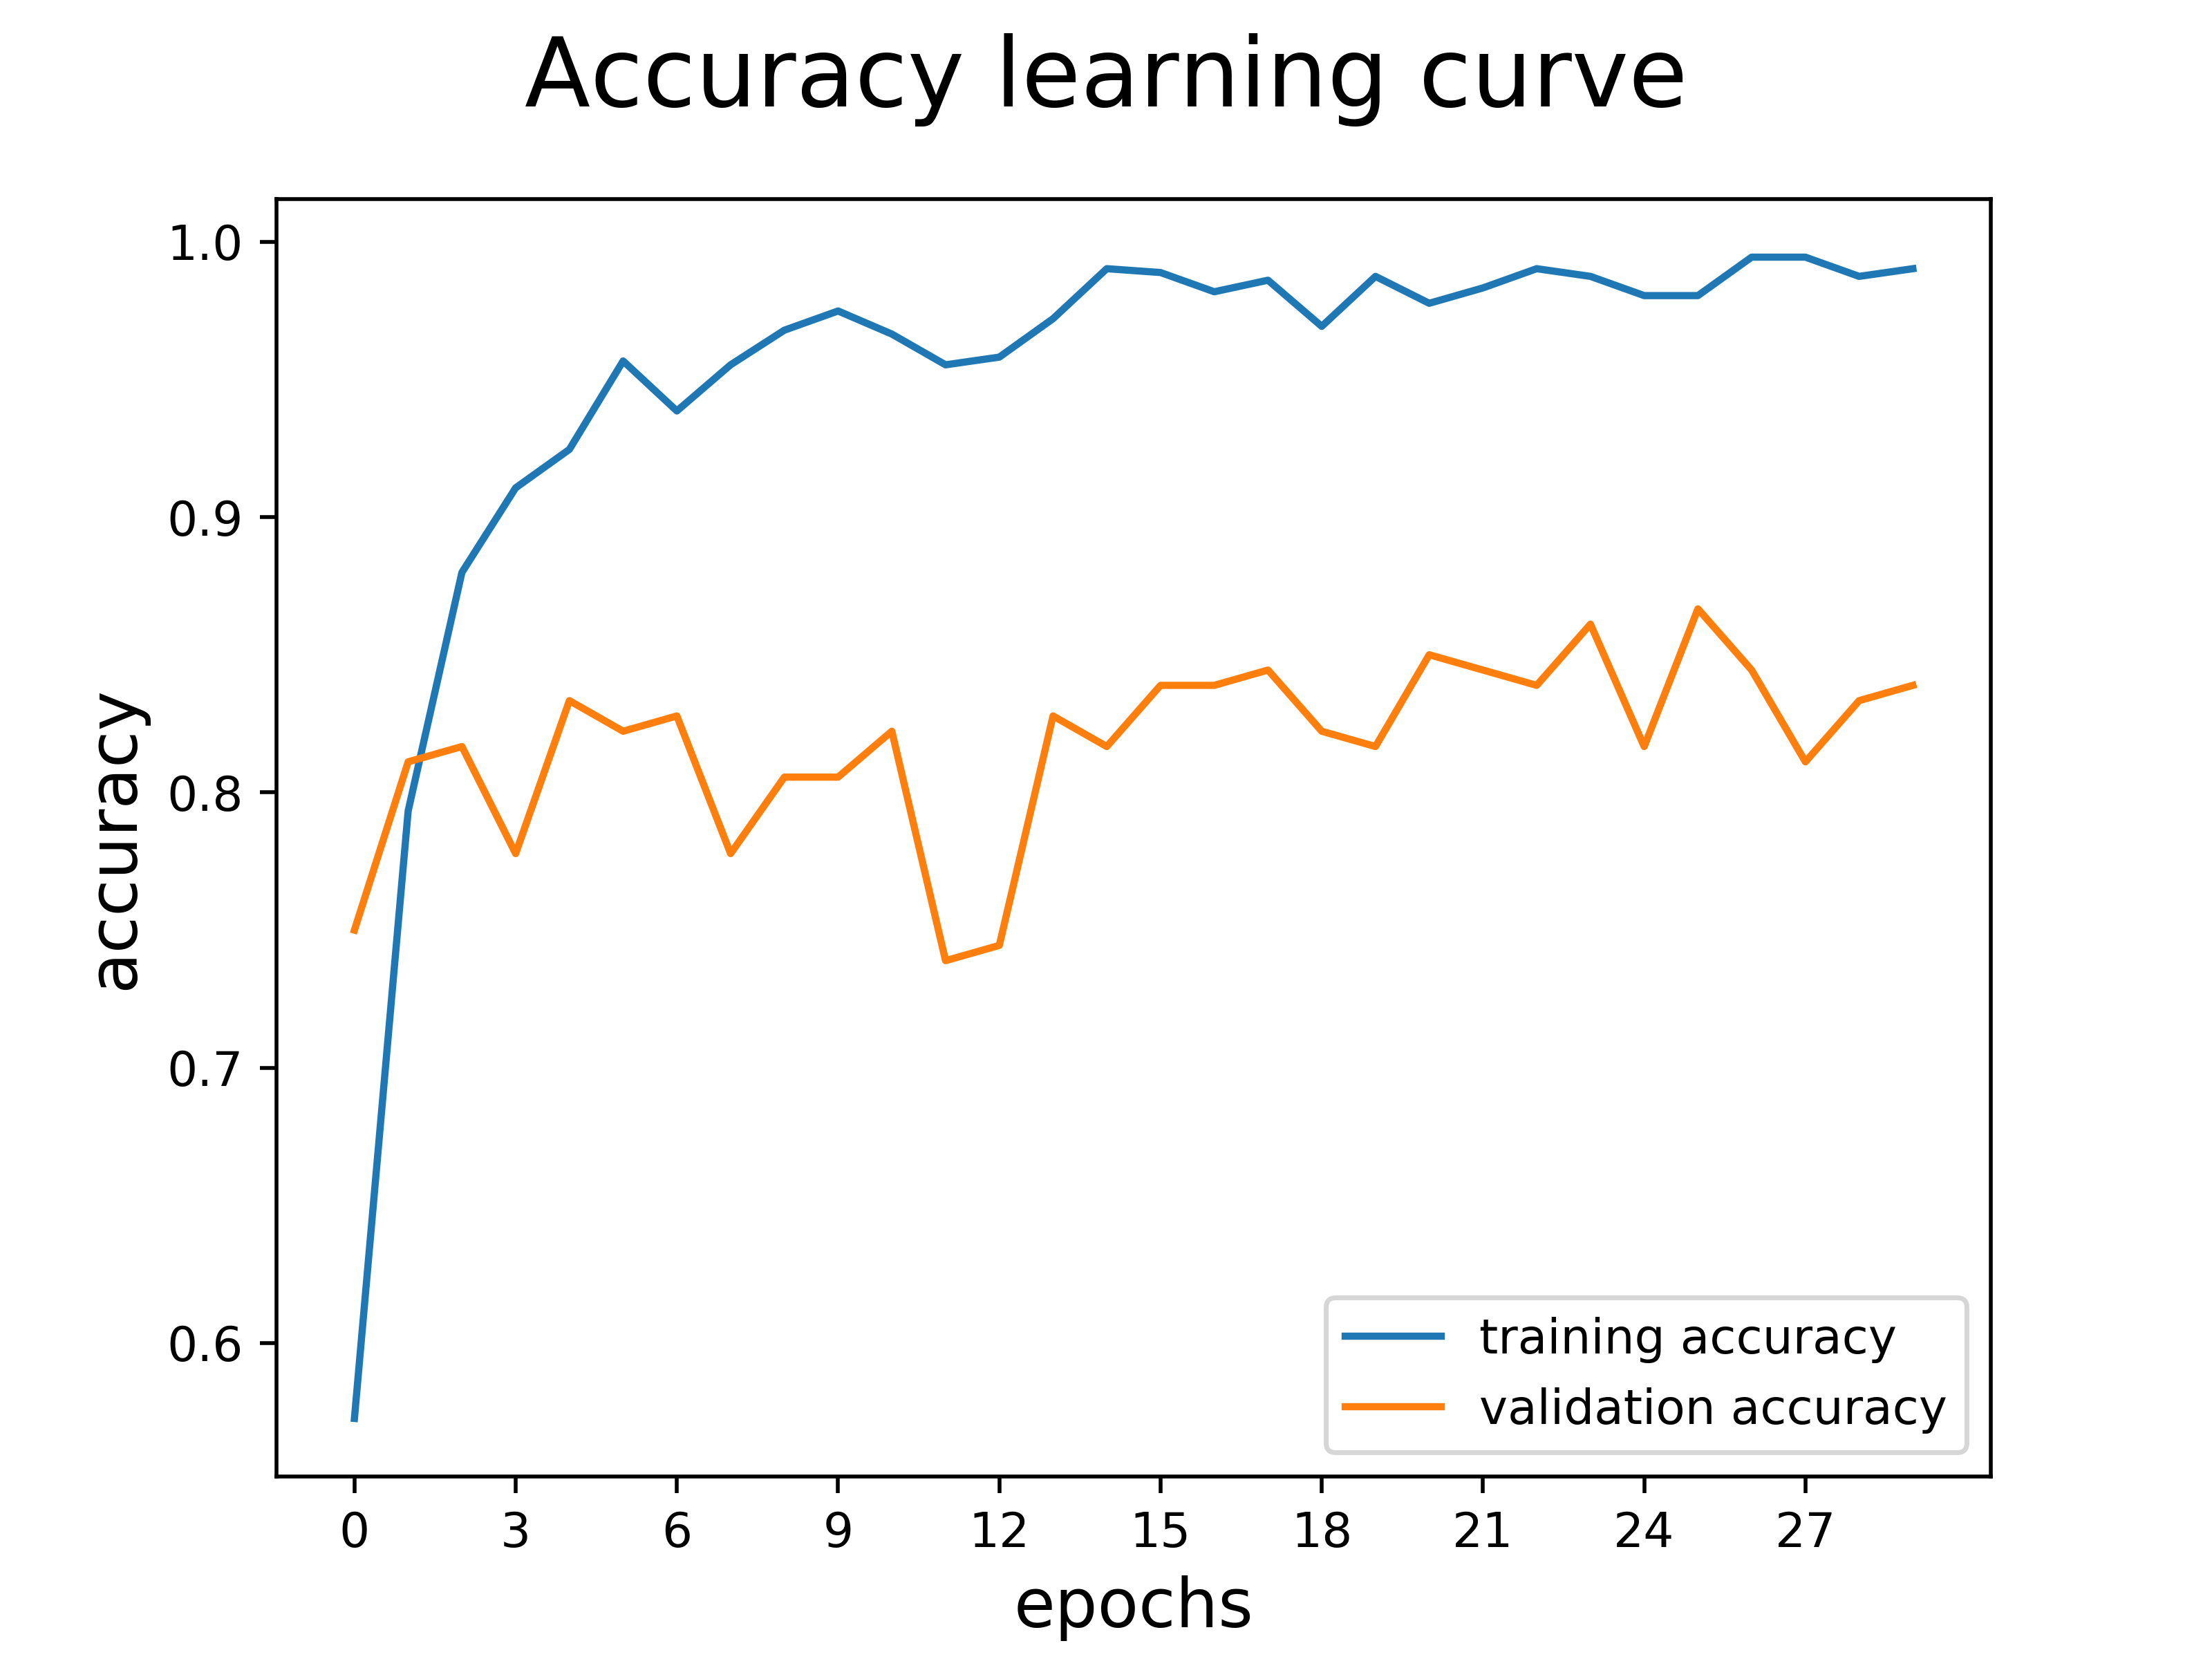 Accuracy learning curve
1.0
0.9
0.8
0.7
0.6
accuracy
training accuracy
validation accuracy
0 3 6 9 12 15 18 21 24 27
epochs